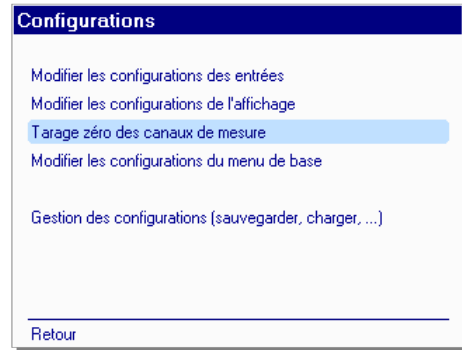 Configurations
Modifier les configurations des entrées
Modifier les configurations de l'affichage
Tarage zéro des canaux de mesure
Modifier les configurations du menu de base
Gestion des configurations (sauvegarder, charger, ...)
Retour